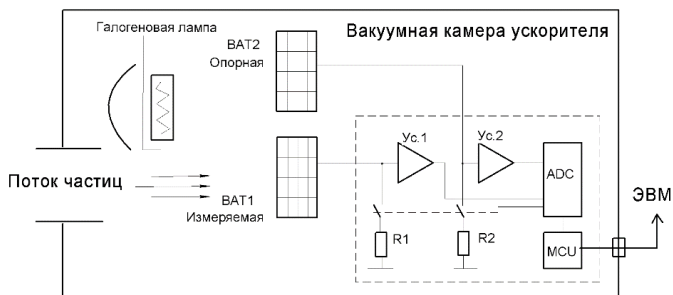 Галогеновая лампа
BAT2
Опорная
Вакуумная камера ускорителя
Ус.1
Ус.2
ADC
Поток частиц
BAT1
Измеряемая
ЭВМ
R1
R2
MCU